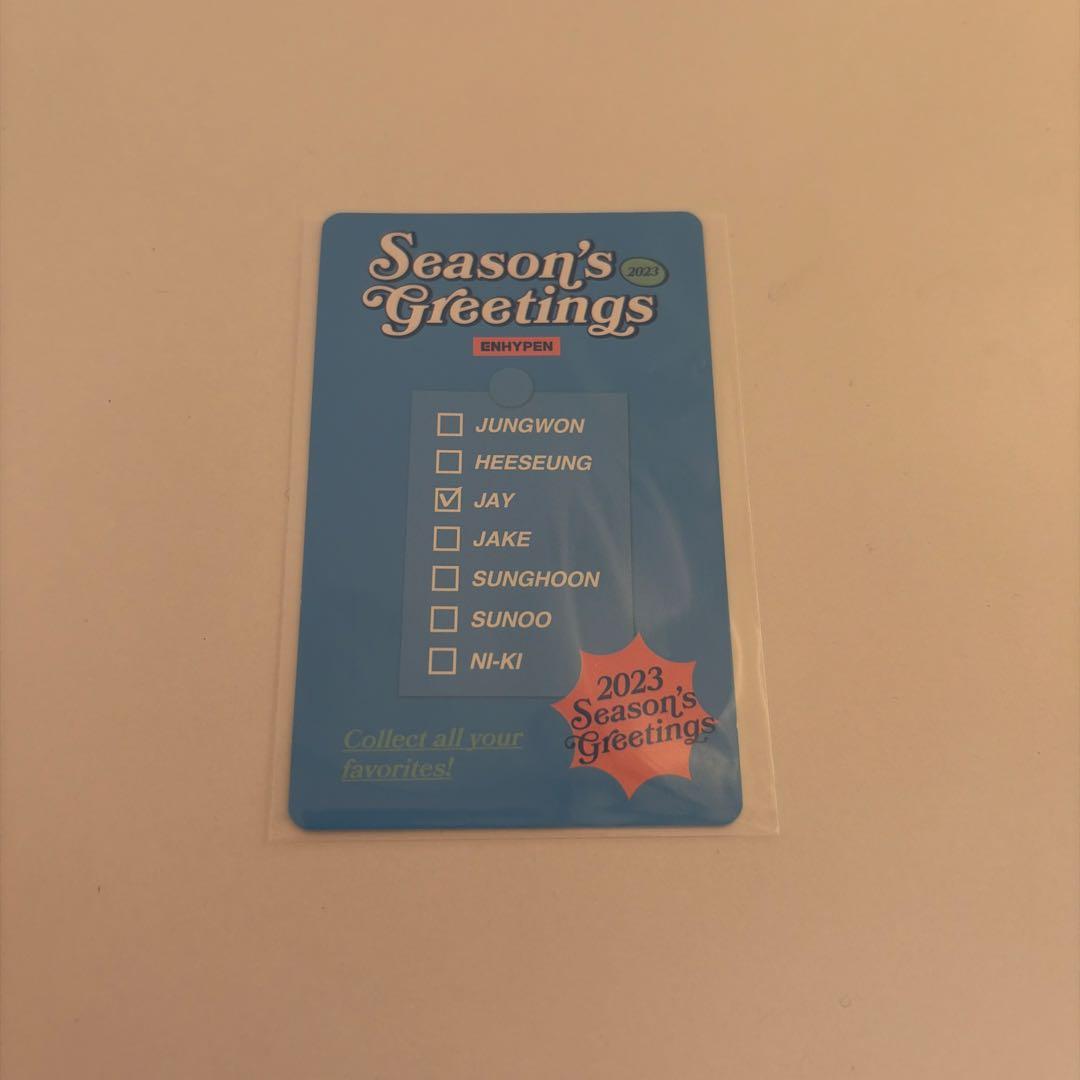 Season's
2023
Greetings
ENHYPEN
JUNGWON
HEESEUNG
JAY
JAKE
SUNGHOON
SUNOO
NI-KI
Collect all your
favorites!
2023
Season's
Greetings